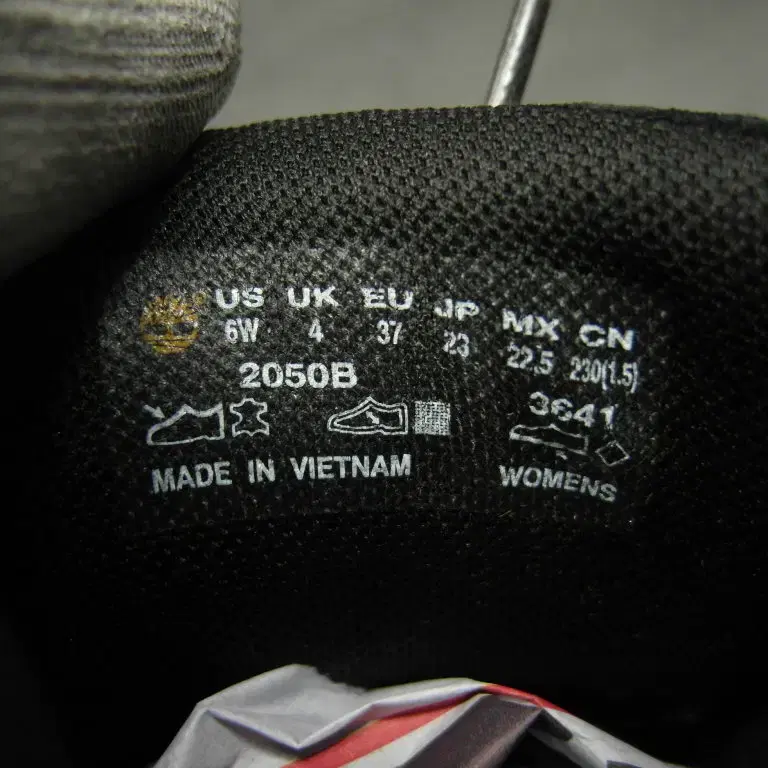 US UK EU JP MX CN
6W 4 37 23 22.5 230(1.5)
2050B 3641
MADE IN VIETNAM WOMENS